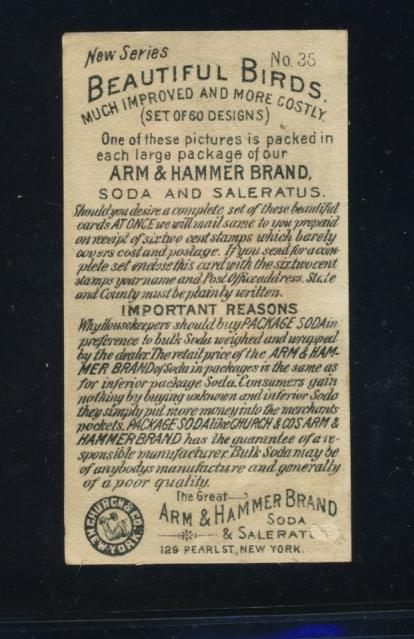 New Series
No. 35
BEAUTIFUL BIRDS.
MUCH IMPROVED AND MORE COSTLY.
(SET OF 60 DESIGNS)
One of these pictures is packed in
each large package of our
ARM & HAMMER BRAND,
SODA AND SALERATUS.
Should you desire a complete set of these beautiful
cards AT ONCE we will mail same to you prepaid
on receipt of six two cent stamps which barely
covers cost and postage. If you send for a com-
plete set enclose this card with the six two cent
stamps your name and Post Office address. State
and County must be plainly written.
IMPORTANT REASONS
Why Housekeepers should buy PACKAGE SODA in
preference to bulk Soda weighed and wrapped
by the dealer. The retail price of the ARM & HAM-
MER BRAND of Soda in packages is the same as
for inferior package Soda. Consumers gain
nothing by buying unknown and inferior Soda
they simply put more money into the merchants
pockets. PACKAGE SODA like CHURCH & COS ARM &
HAMMER BRAND has the guarantee of a re-
sponsible manufacturer. Bulk Soda may be
of anybodys manufacture and generally
of a poor quality.
The Great
ARM & HAMMER BRAND
SODA
& SALERAT
129 PEARL ST., NEW YORK.
CHURCH & CO.
NEW YORK.